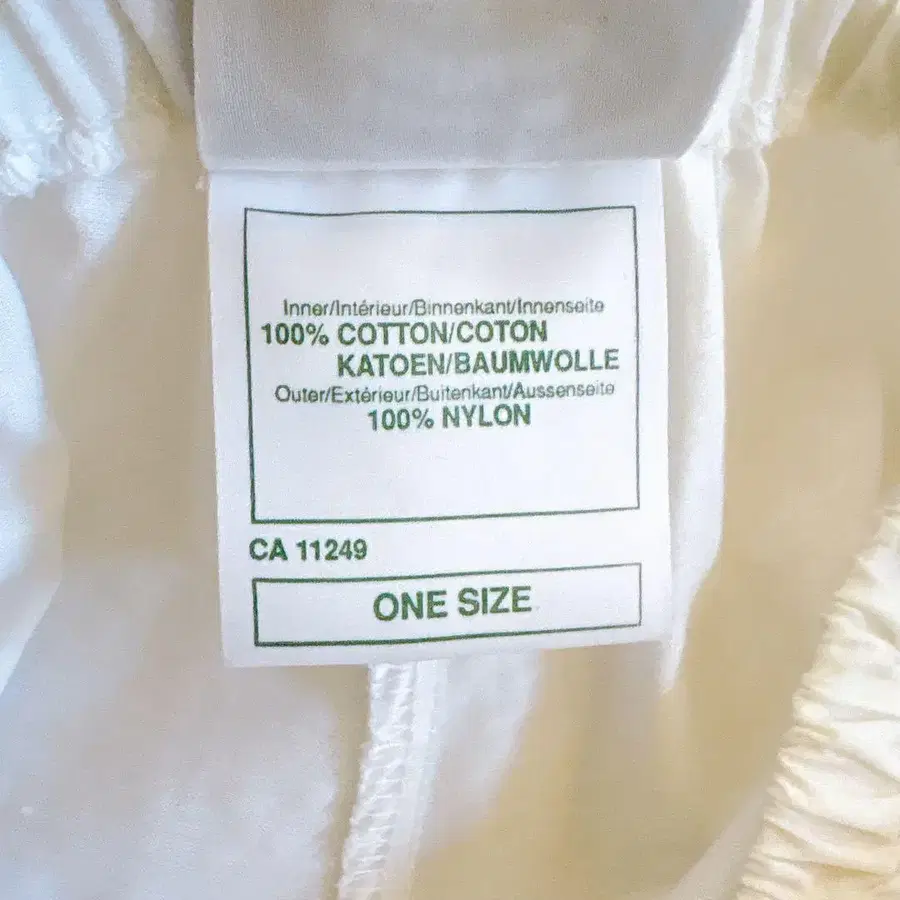 Inner/Intérieur/Binnenkant/Innenseite
100% COTTON/COTON
KATOEN/BAUMWOLLE
Outer/Extérieur/Buitenkant/Aussenseite
100% NYLON
CA 11249
ONE SIZE